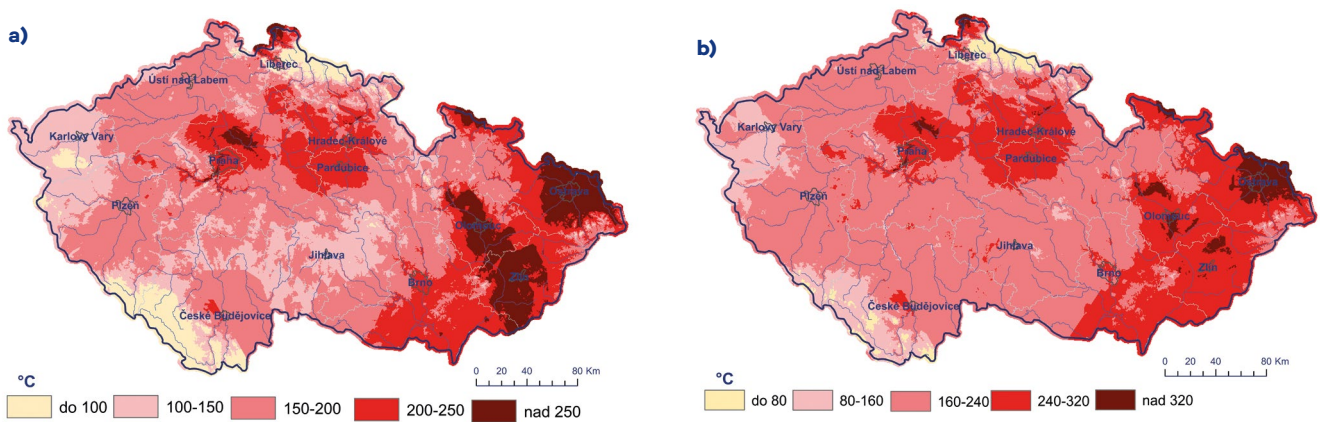 a)
Liberec
Ústí nad Labem
Karlovy Vary
Hradec-Králové
Praha
Pardubice
Ostrava
Plzeň
Olomouc
Jihlava
Zlín
Brno
České Budějovice
0 20 40 80 Km
°C
do 100 100-150 150-200 200-250 nad 250
b)
Liberec
Ústí nad Labem
Karlovy Vary
Hradec-Králové
Praha
Pardubice
Ostrava
Plzeň
Olomouc
Jihlava
Zlín
Brno
České Budějovice
0 20 40 80 Km
°C
do 80 80-160 160-240 240-320 nad 320